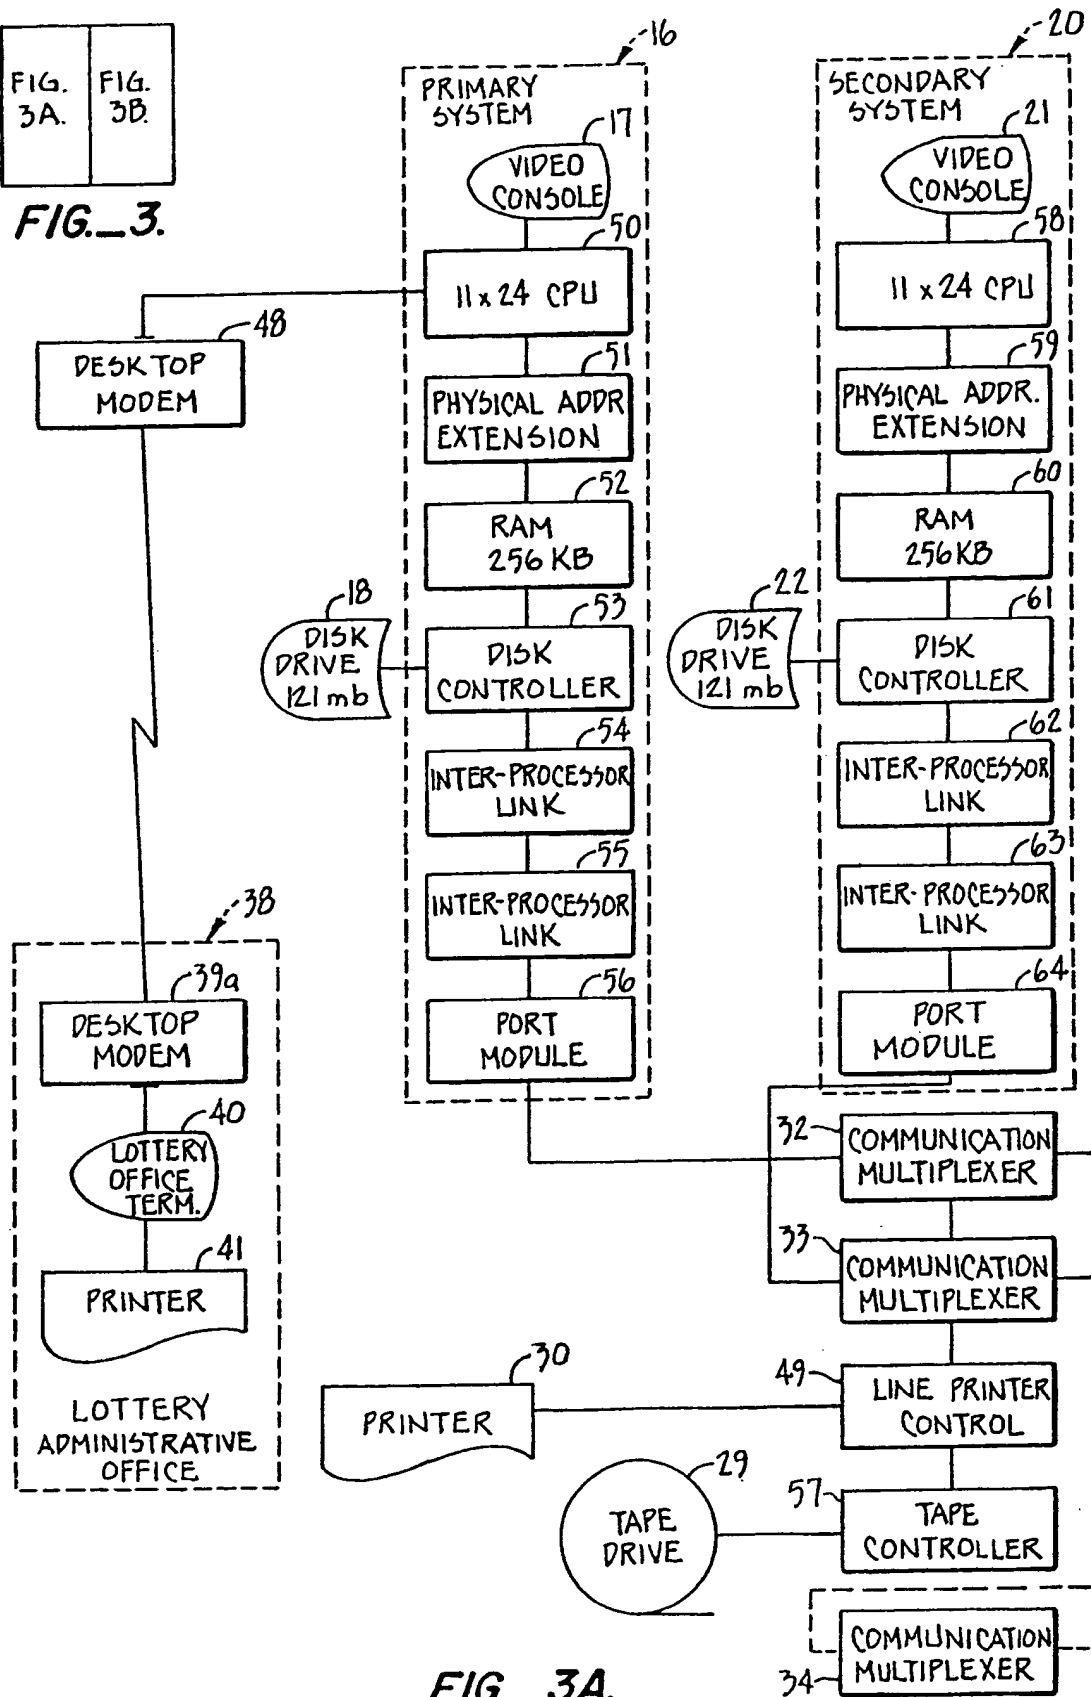 FIG.
3A.
FIG.
3B.
FIG._3.
16
PRIMARY
SYSTEM
17
VIDEO
CONSOLE
50
11 x 24 CPU
51
PHYSICAL ADDR
EXTENSION
52
RAM
256 KB
18
DISK
DRIVE
121 mb
53
DISK
CONTROLLER
54
INTER-PROCESSOR
LINK
55
INTER-PROCESSOR
LINK
56
PORT
MODULE
20
SECONDARY
SYSTEM
21
VIDEO
CONSOLE
58
11 x 24 CPU
59
PHYSICAL ADDR.
EXTENSION
60
RAM
256 KB
22
DISK
DRIVE
121 mb
61
DISK
CONTROLLER
62
INTER-PROCESSOR
LINK
63
INTER-PROCESSOR
LINK
64
PORT
MODULE
48
DESKTOP
MODEM
38
39a
DESKTOP
MODEM
40
LOTTERY
OFFICE
TERM.
41
PRINTER
LOTTERY
ADMINISTRATIVE
OFFICE
32
COMMUNICATION
MULTIPLEXER
33
COMMUNICATION
MULTIPLEXER
30
PRINTER
49
LINE PRINTER
CONTROL
29
TAPE
DRIVE
57
TAPE
CONTROLLER
COMMUNICATION
MULTIPLEXER
34
FIG_3A.